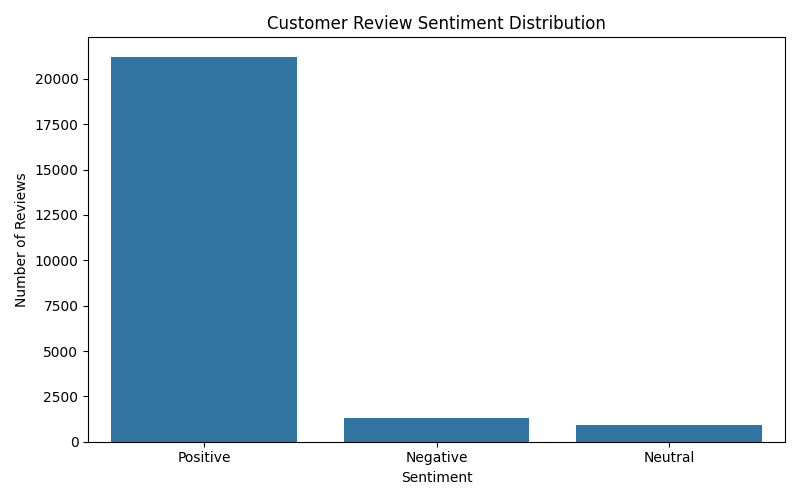 Customer Review Sentiment Distribution
Number of Reviews
20000
17500
15000
12500
10000
7500
5000
2500
0
Positive
Negative
Neutral
Sentiment